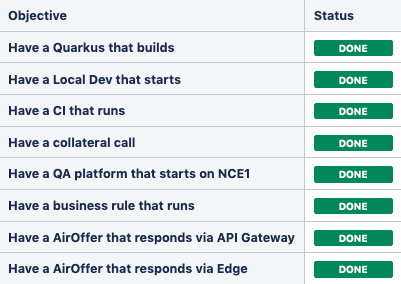 Objective Status
Have a Quarkus that builds DONE
Have a Local Dev that starts DONE
Have a CI that runs DONE
Have a collateral call DONE
Have a QA platform that starts on NCE1 DONE
Have a business rule that runs DONE
Have a AirOffer that responds via API Gateway DONE
Have a AirOffer that responds via Edge DONE